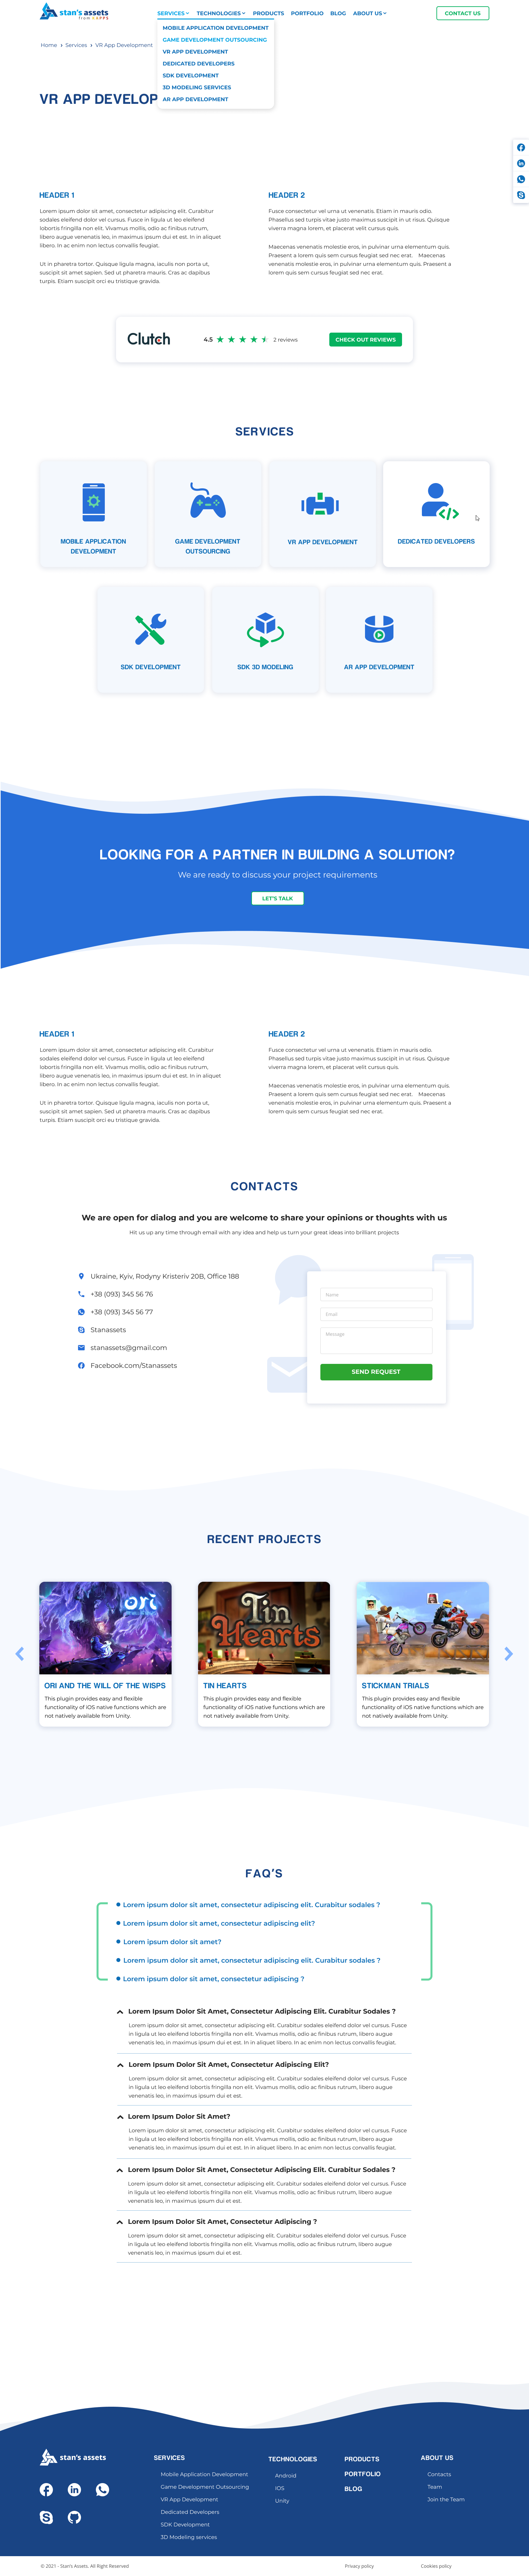 stan's assets
from UAPPS
SERVICES TECHNOLOGIES PRODUCTS PORTFOLIO BLOG ABOUT US CONTACT US
MOBILE APPLICATION DEVELOPMENT
GAME DEVELOPMENT OUTSOURCING
VR APP DEVELOPMENT
DEDICATED DEVELOPERS
SDK DEVELOPMENT
3D MODELING SERVICES
AR APP DEVELOPMENT
Home › Services › VR App Development
VR APP DEVELOP
HEADER 1
Lorem ipsum dolor sit amet, consectetur adipiscing elit. Curabitur
sodales eleifend dolor vel cursus. Fusce in ligula ut leo eleifend
lobortis fringilla non elit. Vivamus mollis, odio ac finibus rutrum,
libero augue venenatis leo, in maximus ipsum dui et est. In in aliquet
libero. In ac enim non lectus convallis feugiat.
Ut in pharetra tortor. Quisque ligula magna, iaculis non porta ut,
suscipit sit amet sapien. Sed ut pharetra mauris. Cras ac dapibus
turpis. Etiam suscipit orci eu tristique gravida.
HEADER 2
Fusce consectetur vel urna ut venenatis. Etiam in mauris odio.
Phasellus sed turpis vitae justo maximus suscipit in ut risus. Quisque
viverra magna lorem, et placerat velit cursus quis.
Maecenas venenatis molestie eros, in pulvinar urna elementum quis.
Praesent a lorem quis sem cursus feugiat sed nec erat. Maecenas
venenatis molestie eros, in pulvinar urna elementum quis. Praesent a
lorem quis sem cursus feugiat sed nec erat.
Clutch 4.5 2 reviews CHECK OUT REVIEWS
SERVICES
MOBILE APPLICATION
DEVELOPMENT
GAME DEVELOPMENT
OUTSOURCING
VR APP DEVELOPMENT
DEDICATED DEVELOPERS
SDK DEVELOPMENT
SDK 3D MODELING
AR APP DEVELOPMENT
LOOKING FOR A PARTNER IN BUILDING A SOLUTION?
We are ready to discuss your project requirements
LET'S TALK
HEADER 1
Lorem ipsum dolor sit amet, consectetur adipiscing elit. Curabitur
sodales eleifend dolor vel cursus. Fusce in ligula ut leo eleifend
lobortis fringilla non elit. Vivamus mollis, odio ac finibus rutrum,
libero augue venenatis leo, in maximus ipsum dui et est. In in aliquet
libero. In ac enim non lectus convallis feugiat.
Ut in pharetra tortor. Quisque ligula magna, iaculis non porta ut,
suscipit sit amet sapien. Sed ut pharetra mauris. Cras ac dapibus
turpis. Etiam suscipit orci eu tristique gravida.
HEADER 2
Fusce consectetur vel urna ut venenatis. Etiam in mauris odio.
Phasellus sed turpis vitae justo maximus suscipit in ut risus. Quisque
viverra magna lorem, et placerat velit cursus quis.
Maecenas venenatis molestie eros, in pulvinar urna elementum quis.
Praesent a lorem quis sem cursus feugiat sed nec erat. Maecenas
venenatis molestie eros, in pulvinar urna elementum quis. Praesent a
lorem quis sem cursus feugiat sed nec erat.
CONTACTS
We are open for dialog and you are welcome to share your opinions or thoughts with us
Hit us up any time through email with any idea and help us turn your great ideas into brilliant projects
Ukraine, Kyiv, Rodyny Kristeriv 20B, Office 188
+38 (093) 345 56 76
+38 (093) 345 56 77
Stanassets
stanassets@gmail.com
Facebook.com/Stanassets
Name
Email
Message
SEND REQUEST
RECENT PROJECTS
ori
Tin
Hearts
ORI AND THE WILL OF THE WISPS
This plugin provides easy and flexible
functionality of iOS native functions which are
not natively available from Unity.
TIN HEARTS
This plugin provides easy and flexible
functionality of iOS native functions which are
not natively available from Unity.
STICKMAN TRIALS
This plugin provides easy and flexible
functionality of iOS native functions which are
not natively available from Unity.
FAQ'S
Lorem ipsum dolor sit amet, consectetur adipiscing elit. Curabitur sodales ?
Lorem ipsum dolor sit amet, consectetur adipiscing elit?
Lorem ipsum dolor sit amet?
Lorem ipsum dolor sit amet, consectetur adipiscing elit. Curabitur sodales ?
Lorem ipsum dolor sit amet, consectetur adipiscing ?
Lorem Ipsum Dolor Sit Amet, Consectetur Adipiscing Elit. Curabitur Sodales ?
Lorem ipsum dolor sit amet, consectetur adipiscing elit. Curabitur sodales eleifend dolor vel cursus. Fusce
in ligula ut leo eleifend lobortis fringilla non elit. Vivamus mollis, odio ac finibus rutrum, libero augue
venenatis leo, in maximus ipsum dui et est. In in aliquet libero. In ac enim non lectus convallis feugiat.
Lorem Ipsum Dolor Sit Amet, Consectetur Adipiscing Elit?
Lorem ipsum dolor sit amet, consectetur adipiscing elit. Curabitur sodales eleifend dolor vel cursus. Fusce
in ligula ut leo eleifend lobortis fringilla non elit. Vivamus mollis, odio ac finibus rutrum, libero augue
venenatis leo, in maximus ipsum dui et est.
Lorem Ipsum Dolor Sit Amet?
Lorem ipsum dolor sit amet, consectetur adipiscing elit. Curabitur sodales eleifend dolor vel cursus. Fusce
in ligula ut leo eleifend lobortis fringilla non elit. Vivamus mollis, odio ac finibus rutrum, libero augue
venenatis leo, in maximus ipsum dui et est. In in aliquet libero. In ac enim non lectus convallis feugiat.
Lorem Ipsum Dolor Sit Amet, Consectetur Adipiscing Elit. Curabitur Sodales ?
Lorem ipsum dolor sit amet, consectetur adipiscing elit. Curabitur sodales eleifend dolor vel cursus. Fusce
in ligula ut leo eleifend lobortis fringilla non elit. Vivamus mollis, odio ac finibus rutrum, libero augue
venenatis leo, in maximus ipsum dui et est.
Lorem Ipsum Dolor Sit Amet, Consectetur Adipiscing ?
Lorem ipsum dolor sit amet, consectetur adipiscing elit. Curabitur sodales eleifend dolor vel cursus. Fusce
in ligula ut leo eleifend lobortis fringilla non elit. Vivamus mollis, odio ac finibus rutrum, libero augue
venenatis leo, in maximus ipsum dui et est.
stan's assets
SERVICES
Mobile Application Development
Game Development Outsourcing
VR App Development
Dedicated Developers
SDK Development
3D Modeling services
TECHNOLOGIES
Android
IOS
Unity
PRODUCTS
PORTFOLIO
BLOG
ABOUT US
Contacts
Team
Join the Team
© 2021 - Stan's Assets. All Right Reserved Privacy policy Cookies policy